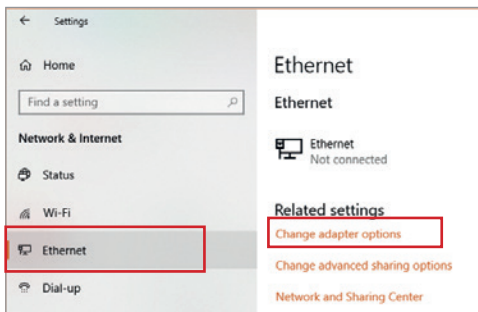 Settings
Home
Find a setting
Network & Internet
Status
Wi-Fi
Ethernet
Dial-up
Ethernet
Ethernet
Ethernet
Not connected
Related settings
Change adapter options
Change advanced sharing options
Network and Sharing Center